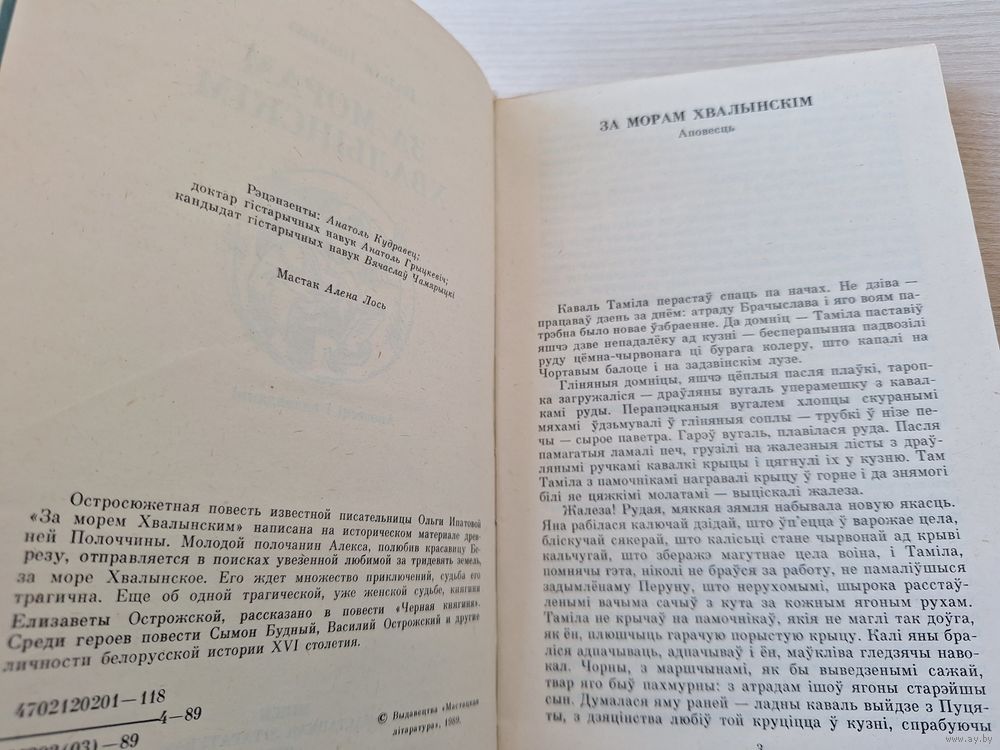 Рэцэнзенты: Анатоль Кудравец;
доктар гістарычных навук Анатоль Грыцкевіч;
кандыдат гістарычных навук Вячаслаў Чамярыцкі
Мастак Алена Лось
Остросюжетная повесть известной писательницы Ольги Ипатовой
«За морем Хвалынским» написана на историческом материале древ-
ней Полоччины. Молодой полочанин Алекса, полюбив красавицу Бе-
резу, отправляется в поисках увезенной любимой за тридевять земель,
за море Хвалынское. Его ждет множество приключений, судьба его
трагична. Еще об одной трагической, уже женской судьбе, княгини
Елизаветы Острожской, рассказано в повести «Черная княгиня».
Среди героев повести Сымон Будный, Василий Острожский и другие
личности белорусской истории XVI столетия.
4702120201—118
4—89
(03)—89
© Выдавецтва «Мастацкая
літаратура», 1989.
ЗА МОРАМ ХВАЛЫНСКІМ
Аповесць
Каваль Таміла перастаў спаць па начах. Не дзіва —
працаваў дзень за днём: атраду Брачыслава і яго воям па-
трэбна было новае ўзбраенне. Да домніц — Таміла паставіў
яшчэ дзве непадалёку ад кузні — бесперапынна падвозілі
руду цёмна-чырвонага ці бурага колеру, што капалі на
Чортавым балоце і на задзвінскім лузе.
Гліняныя домніцы, яшчэ цёплыя пасля плаўкі, тароп-
ка загружаліся — драўляны вугаль уперамешку з кавал-
камі руды. Перапэцканыя вугалем хлопцы скуранымі
мяхамі ўдзьмувалі ў гліняныя соплы — трубкі ў нізе пе-
чы — сырое паветра. Гарэў вугаль, плавілася руда. Пасля
памагатыя ламалі печ, грузілі на жалезныя лісты з драў-
лянымі ручкамі кавалкі крыцы і цягнулі іх у кузню. Там
Таміла з памочнікамі награвалі крыцу ў горне і да знямогі
білі яе цяжкімі молатамі — выціскалі жалеза.
Жалеза! Рудая, мяккая зямля набывала новую якасць.
Яна рабілася калючай дзідай, што ўп'ецца ў варожае цела,
бліскучай сякерай, што калісьці стане чырвонай ад крыві
кальчугай, што зберажэ магутнае цела воіна, і Таміла,
помнячы гэта, ніколі не браўся за работу, не памаліўшыся
задымлёнаму Перуну, што нерухомымі, шырока расстаў-
ленымі вачыма сачыў з кута за кожным ягоным рухам.
Таміла не крычаў на памочнікаў, якія не маглі так доўга,
як ён, плюшчыць гарачую порыстую крыцу. Калі яны бра-
ліся адпачываць, адпачываў і ён, маўкліва гледзячы наво-
кал. Чорны, з маршчынамі, як бы выведзенымі сажай,
твар яго быў пахмурны: з атрадам ішоў ягоны старэйшы
сын. Думалася яму раней — ладны каваль выйдзе з Пуця-
ты, з дзяцінства любіў той круціцца ў кузні, спрабуючы
3
www.ay.by